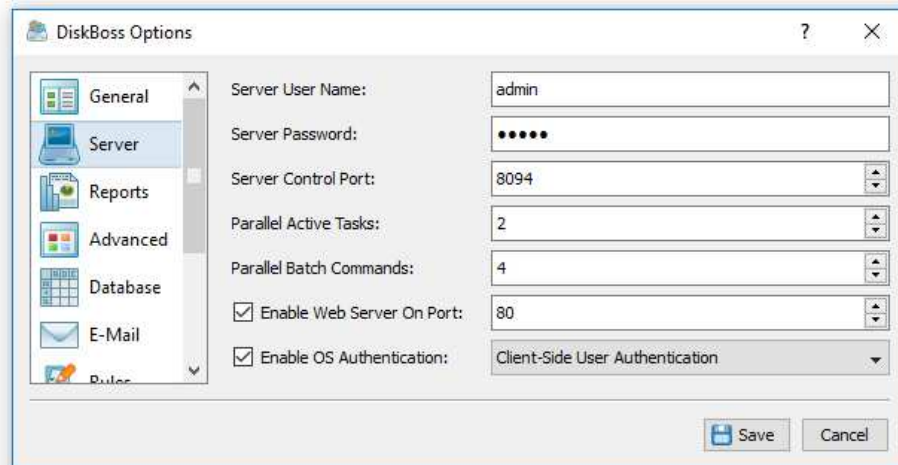 DiskBoss Options
?
General
Server
Reports
Advanced
Database
E-Mail
Rules
Server User Name:
admin
Server Password:
•••••
Server Control Port:
8094
Parallel Active Tasks:
2
Parallel Batch Commands:
4
Enable Web Server On Port:
80
Enable OS Authentication:
Client-Side User Authentication
Save
Cancel